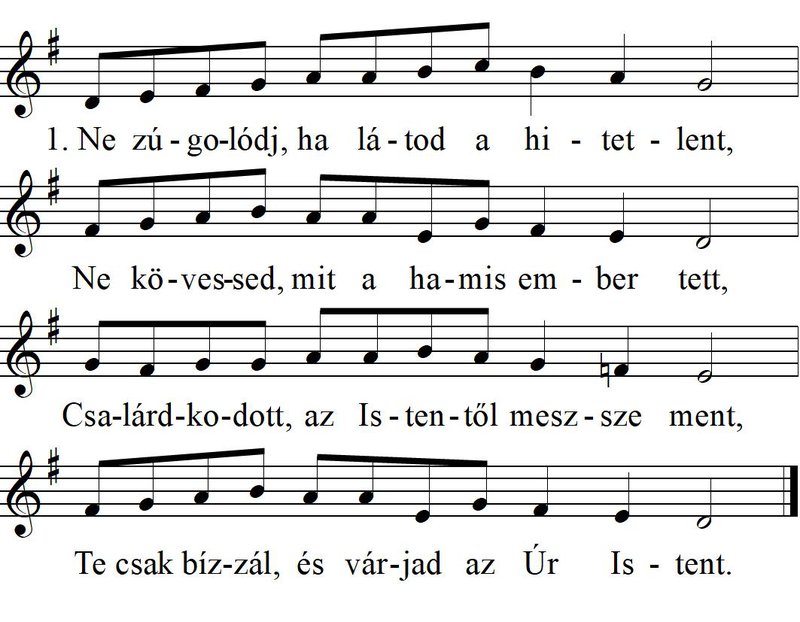 1. Ne zú - go-lódj, ha lá - tod a hi - tet - lent,
Ne kö - ves-sed, mit a ha-mis em - ber tett,
Csa-lárd-ko-dott, az Is - ten-től mesz - sze ment,
Te csak bíz-zál, és vár-jad az Úr Is - tent.